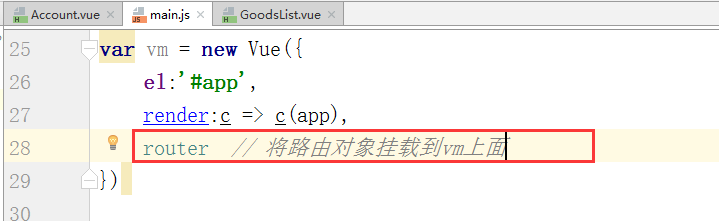 Account.vue × main.js × GoodsList.vue ×
25 var vm = new Vue({
26 el:'#app',
27 render:c => c(app),
28 router // 将路由对象挂载到vm上面
29 })
30